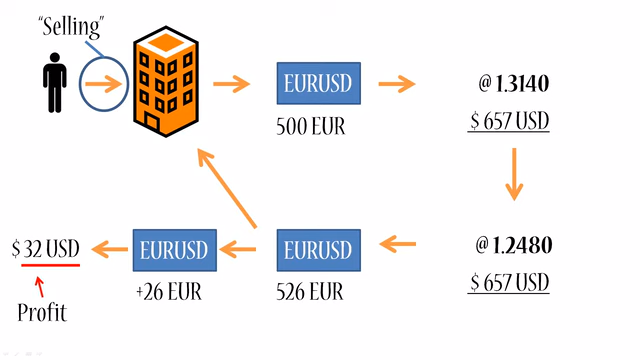 “Selling”
EURUSD
500 EUR
@ 1.3140
$ 657 USD
@ 1.2480
$ 657 USD
EURUSD
526 EUR
EURUSD
+26 EUR
$ 32 USD
Profit